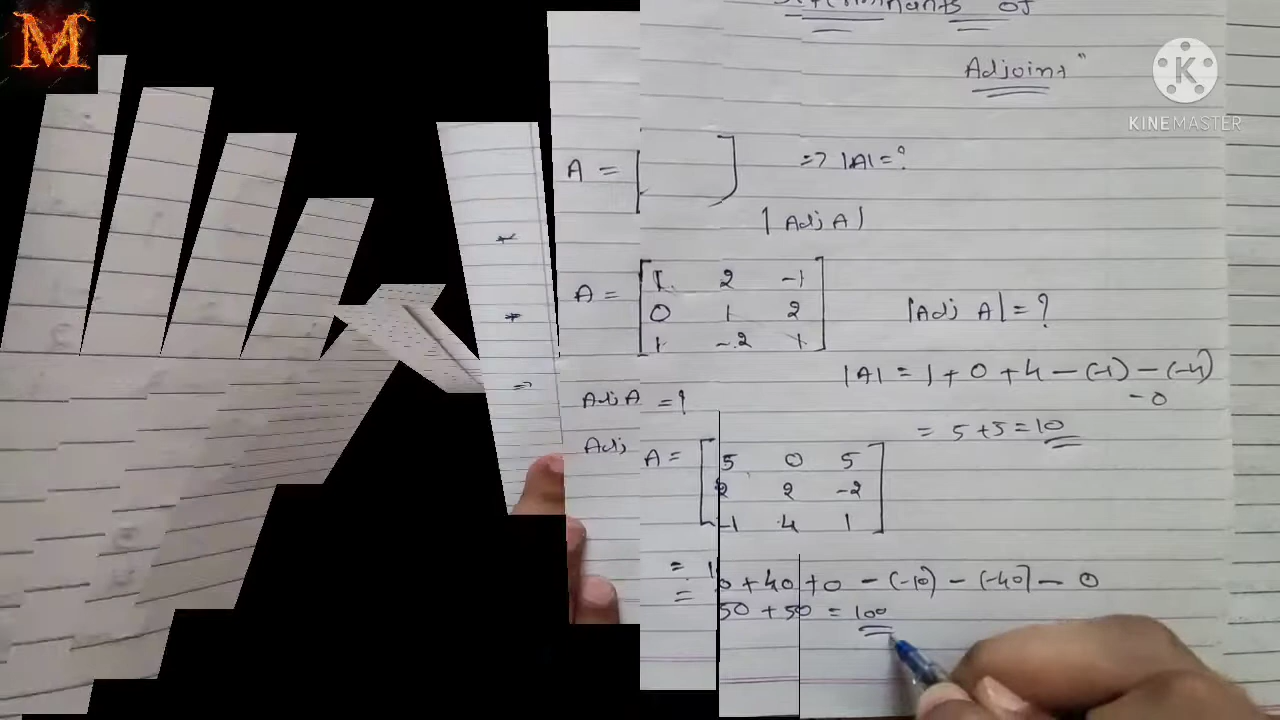 M
Adjoint"
K
KINEMASTER
A = [ ] => |A| = ?
| Adj A |
A = [ 1 2 -1
0 1 2
1 -2 1 ]
|Adj A| = ?
|A| = 1 + 0 + 4 - (-1) - (-4)
- 0
= 5 + 5 = 10
Adj A = ?
Adj A = [ 5 0 5
2 2 -2
-1 4 1 ]
= 10 + 40 + 0 - (-10) - (-40) - 0
= 50 + 50 = 100